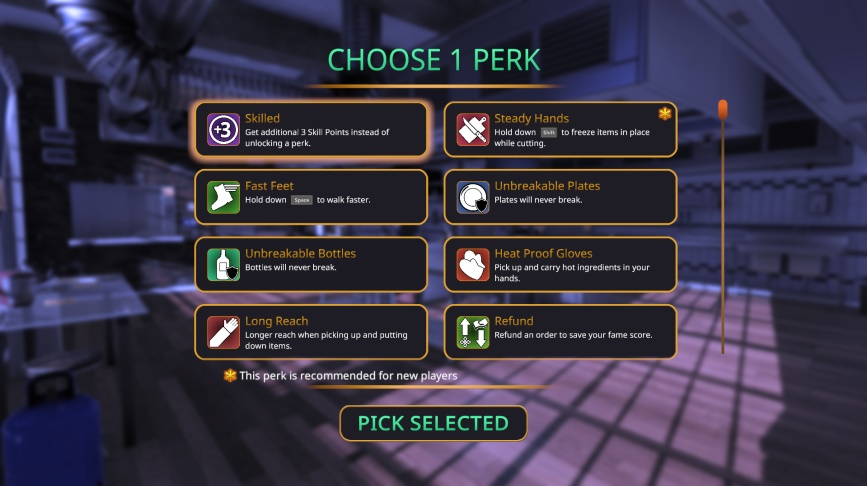 CHOOSE 1 PERK
+3
Skilled
Get additional 3 Skill Points instead of
unlocking a perk.
Steady Hands
Hold down Shift to freeze items in place
while cutting.
Fast Feet
Hold down Space to walk faster.
Unbreakable Plates
Plates will never break.
Unbreakable Bottles
Bottles will never break.
Heat Proof Gloves
Pick up and carry hot ingredients in your
hands.
Long Reach
Longer reach when picking up and putting
down items.
Refund
Refund an order to save your fame score.
This perk is recommended for new players
PICK SELECTED